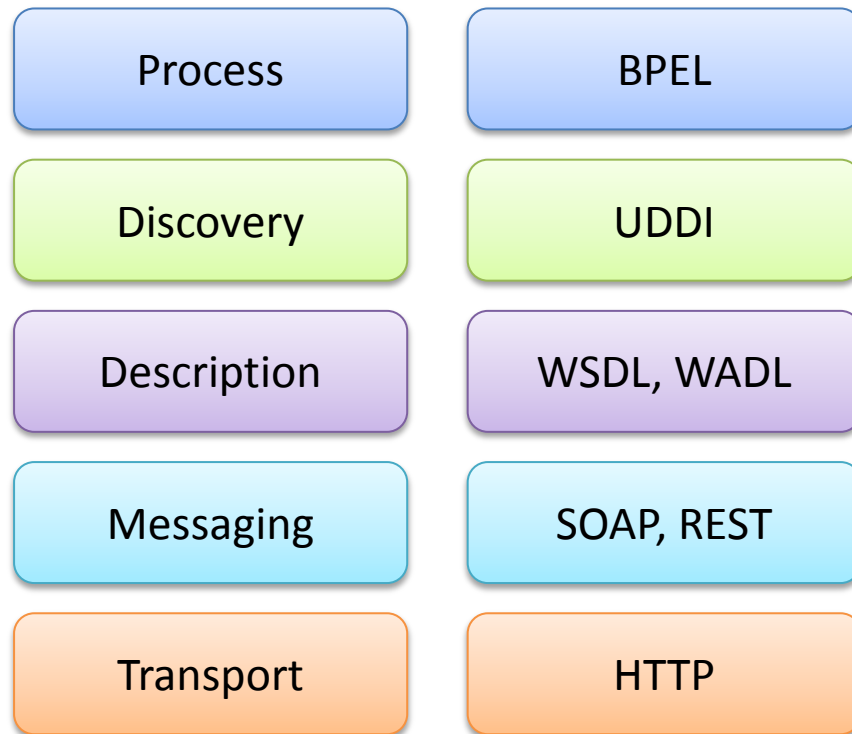 Process
BPEL
Discovery
UDDI
Description
WSDL, WADL
Messaging
SOAP, REST
Transport
HTTP